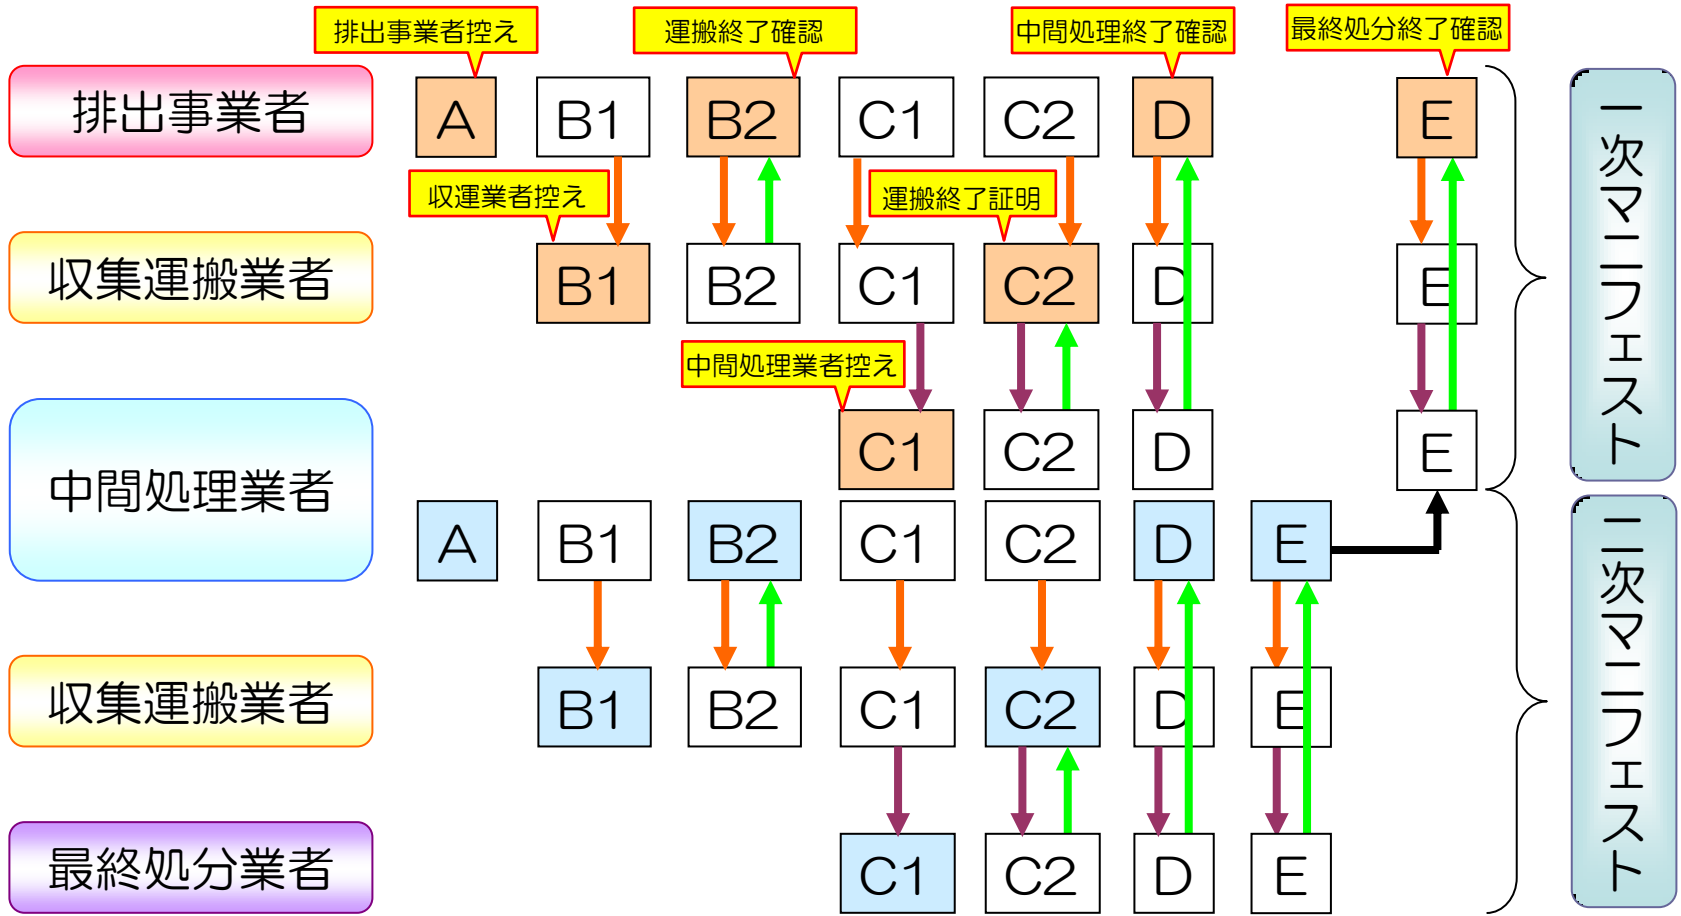 排出事業者控え 運搬終了確認 中間処理終了確認 最終処分終了確認
排出事業者 A B1 B2 C1 C2 D E
収運業者控え 運搬終了証明
収集運搬業者 B1 B2 C1 C2 D E
中間処理業者控え
C1 C2 D E
中間処理業者
A B1 B2 C1 C2 D E
収集運搬業者 B1 B2 C1 C2 D E
最終処分業者 C1 C2 D E
一次マニフェスト
二次マニフェスト